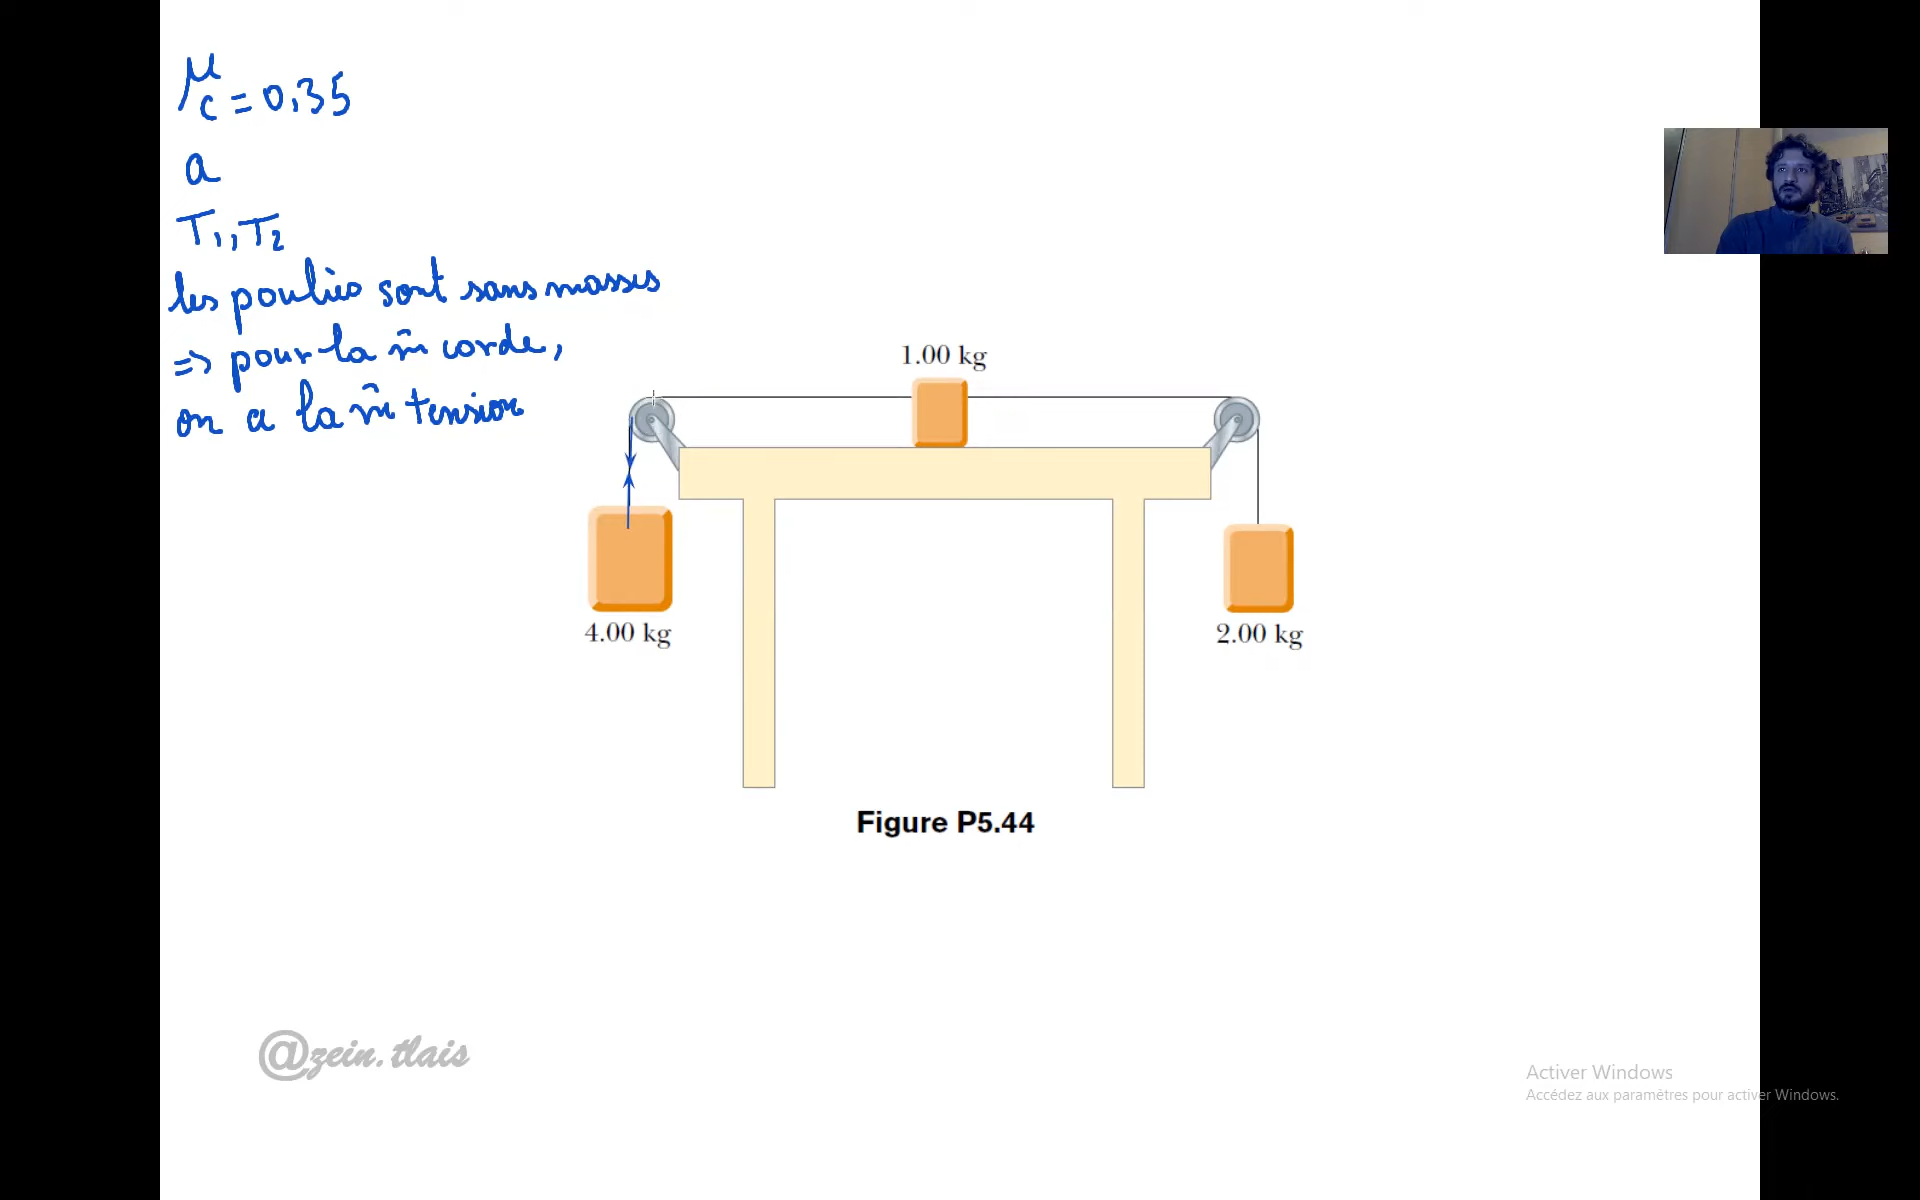 μc = 0,35
a
T1, T2
les poulies sont sans masses
=> pour la m̂ corde,
on a la m̂ tension
1.00 kg
4.00 kg
2.00 kg
Figure P5.44
@zein.tlais
Activer Windows
Accédez aux paramètres pour activer Windows.